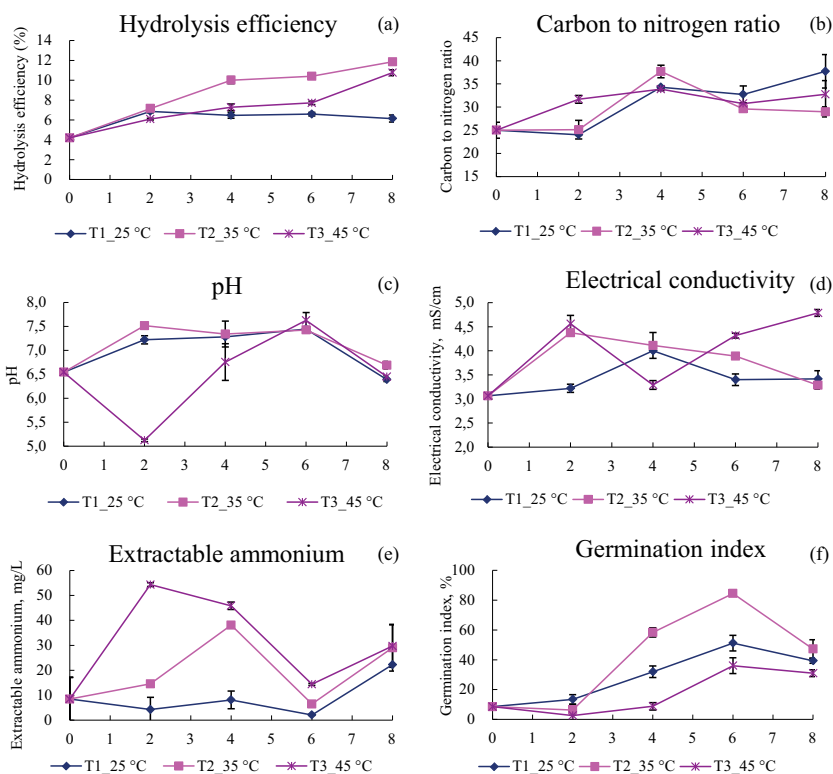 Hydrolysis efficiency (a)
Hydrolysis efficiency (%)
14
12
10
8
6
4
2
0
0 1 2 3 4 5 6 7 8
T1_25 °C T2_35 °C T3_45 °C
Carbon to nitrogen ratio (b)
Carbon to nitrogen ratio
45
40
35
30
25
20
15
0 1 2 3 4 5 6 7 8
T1_25 °C T2_35 °C T3_45 °C
pH (c)
pH
8,0
7,5
7,0
6,5
6,0
5,5
5,0
0 1 2 3 4 5 6 7 8
T1_25 °C T2_35 °C T3_45 °C
Electrical conductivity (d)
Electrical conductivity, mS/cm
5,0
4,5
4,0
3,5
3,0
2,5
2,0
0 1 2 3 4 5 6 7 8
T1_25 °C T2_35 °C T3_45 °C
Extractable ammonium (e)
Extractable ammonium, mg/L
60
50
40
30
20
10
0
0 1 2 3 4 5 6 7 8
T1_25 °C T2_35 °C T3_45 °C
Germination index (f)
Germination index, %
100
80
60
40
20
0
0 1 2 3 4 5 6 7 8
T1_25 °C T2_35 °C T3_45 °C